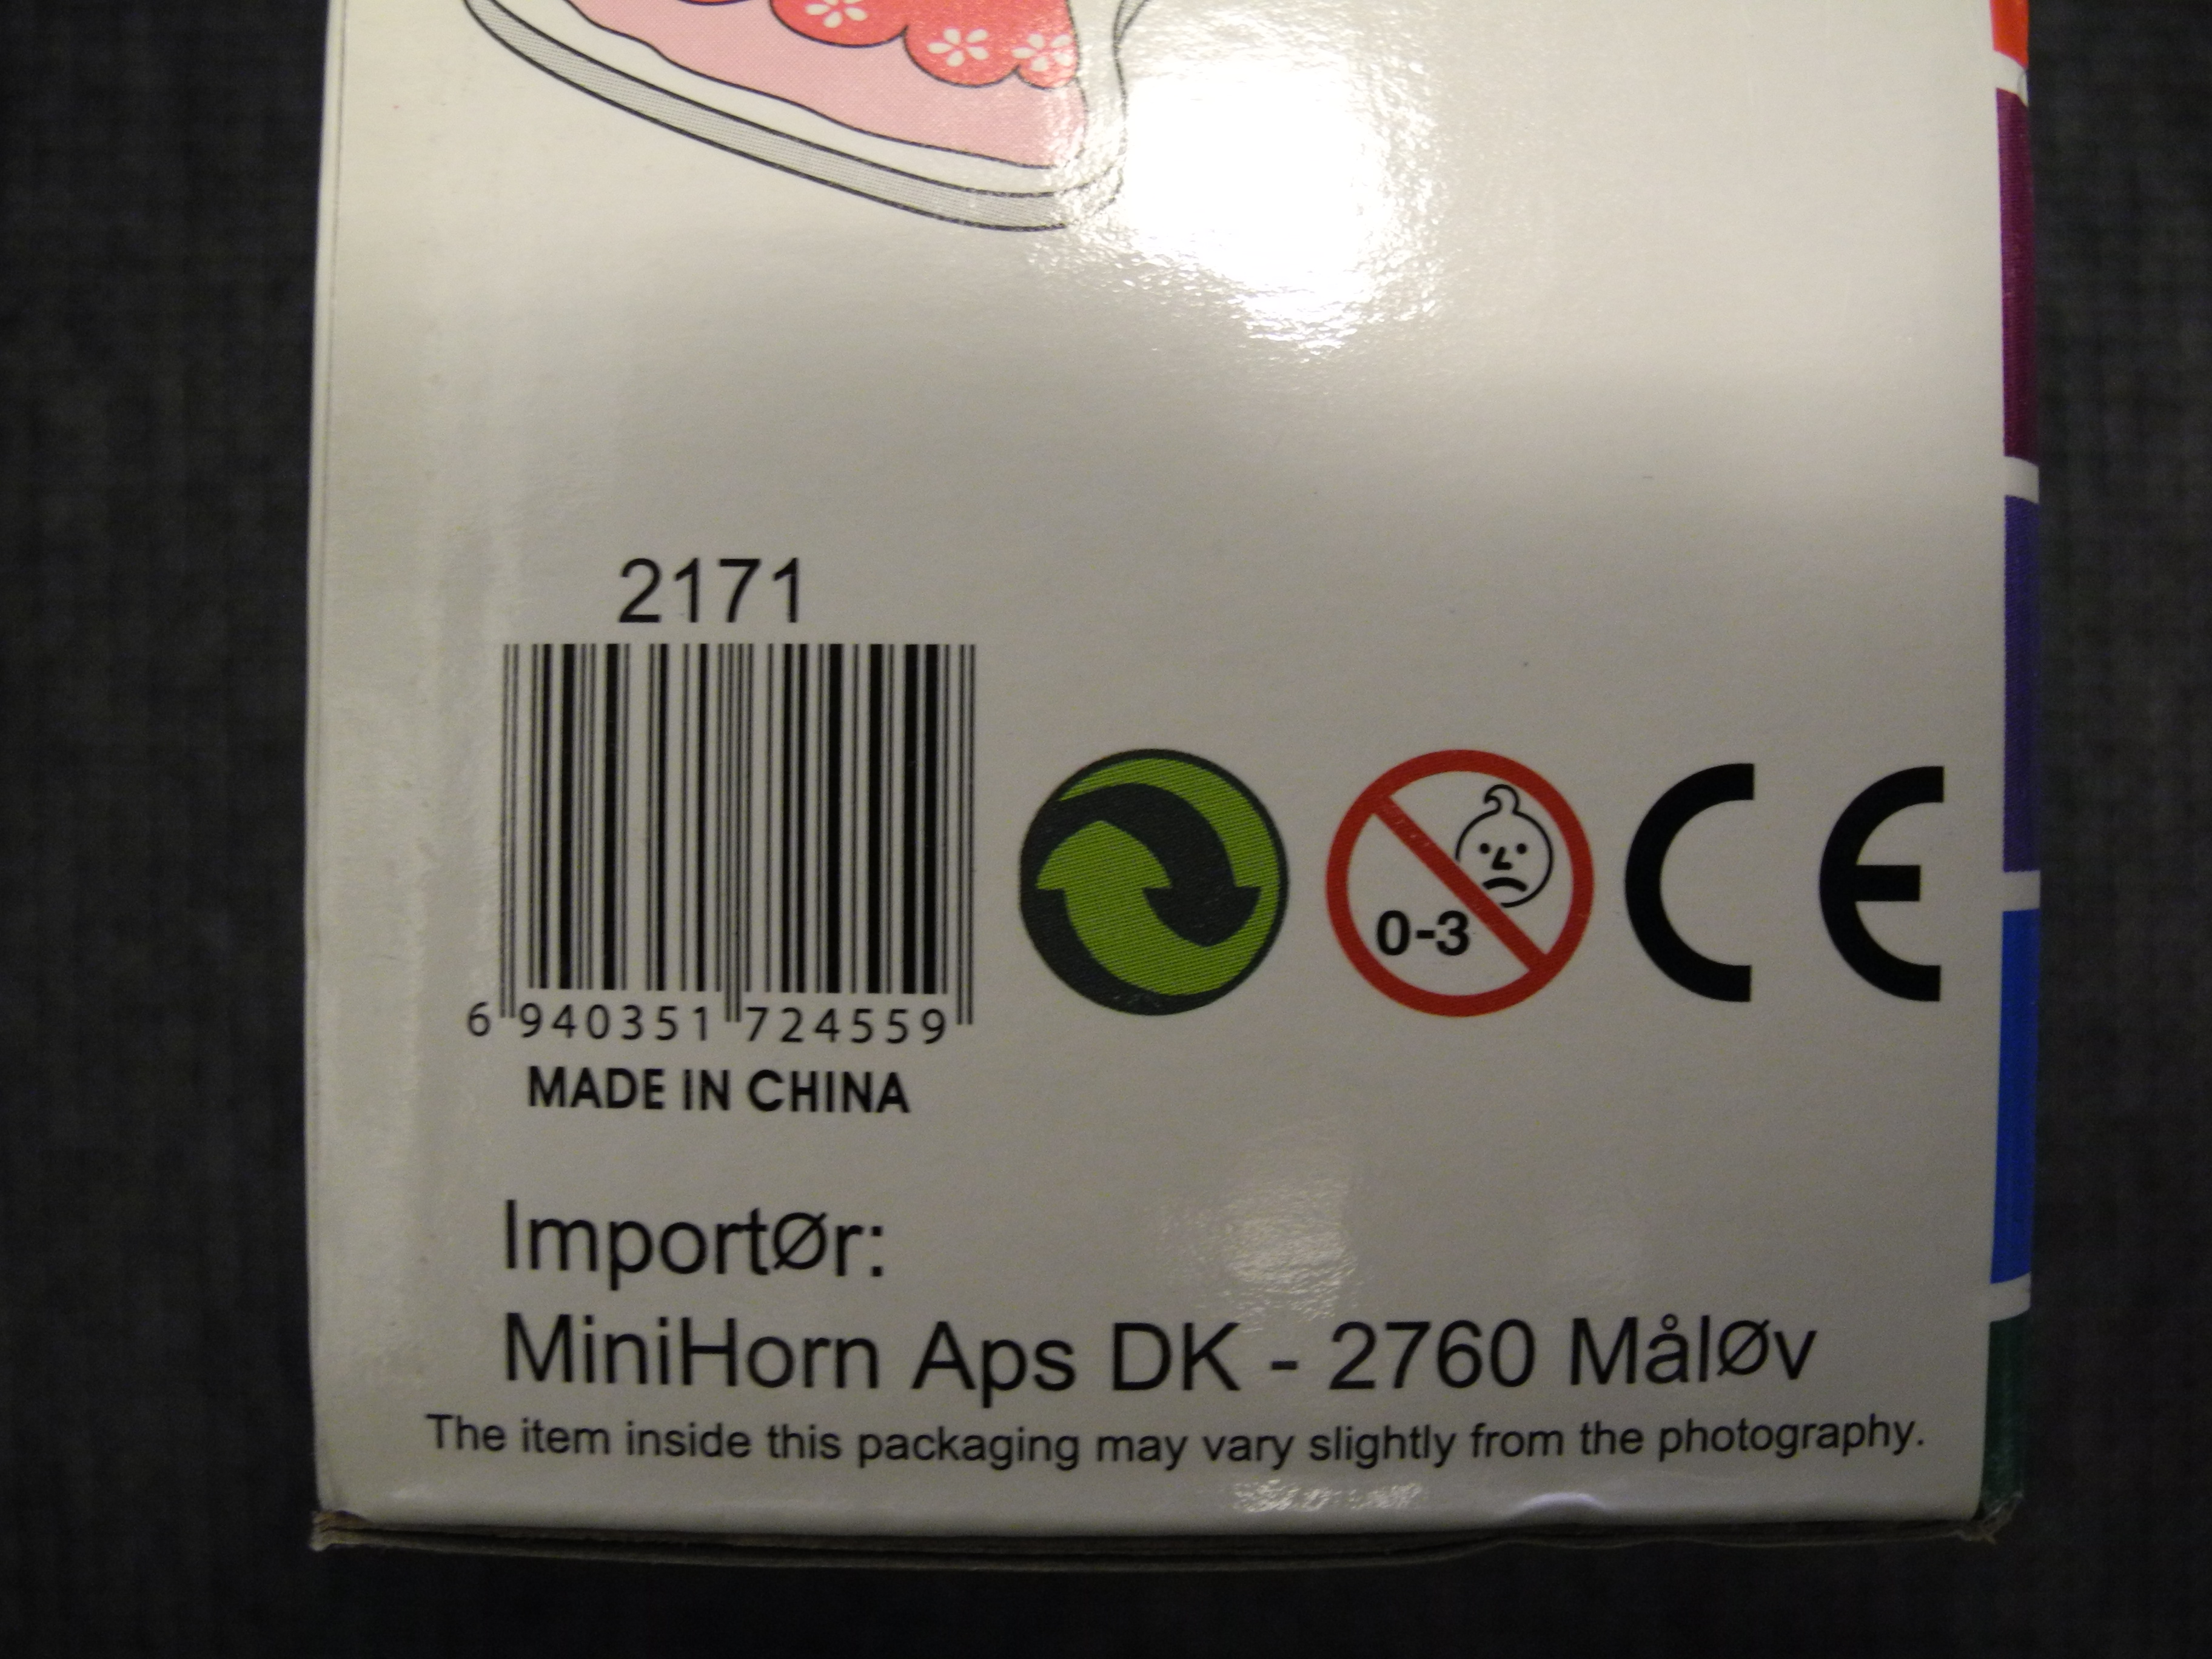 2171
6 940351 724559
MADE IN CHINA
0-3
CE
ImportØr:
MiniHorn Aps DK - 2760 MålØv
The item inside this packaging may vary slightly from the photography.